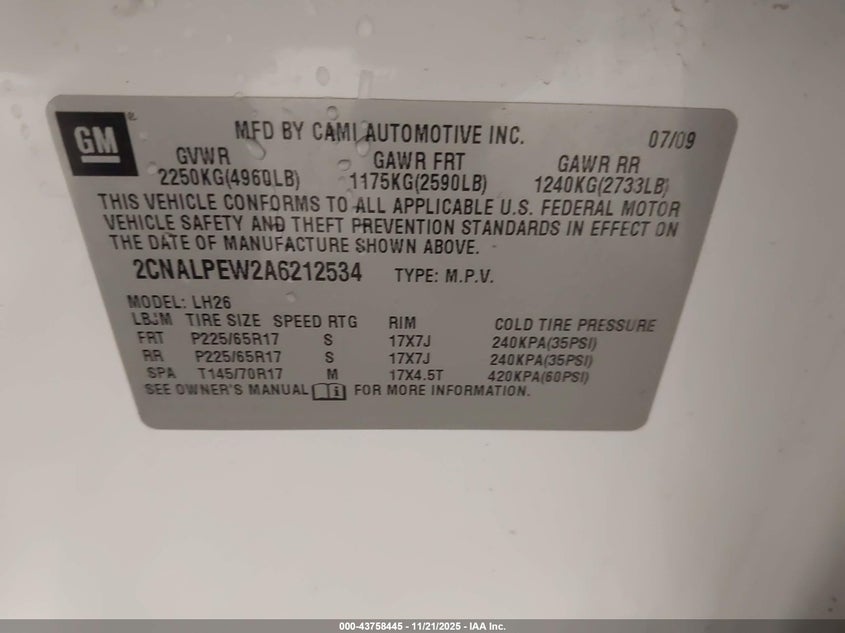 GM
MFD BY CAMI AUTOMOTIVE INC. 07/09
GVWR GAWR FRT GAWR RR
2250KG(4960LB) 1175KG(2590LB) 1240KG(2733LB)
THIS VEHICLE CONFORMS TO ALL APPLICABLE U.S. FEDERAL MOTOR
VEHICLE SAFETY AND THEFT PREVENTION STANDARDS IN EFFECT ON
THE DATE OF MANUFACTURE SHOWN ABOVE.
2CNALPEW2A6212534 TYPE: M.P.V.
MODEL: LH26
LBJM TIRE SIZE SPEED RTG RIM COLD TIRE PRESSURE
FRT P225/65R17 S 17X7J 240KPA(35PSI)
RR P225/65R17 S 17X7J 240KPA(35PSI)
SPA T145/70R17 M 17X4.5T 420KPA(60PSI)
SEE OWNER'S MANUAL FOR MORE INFORMATION.
000-43758445 - 11/21/2025 - IAA Inc.